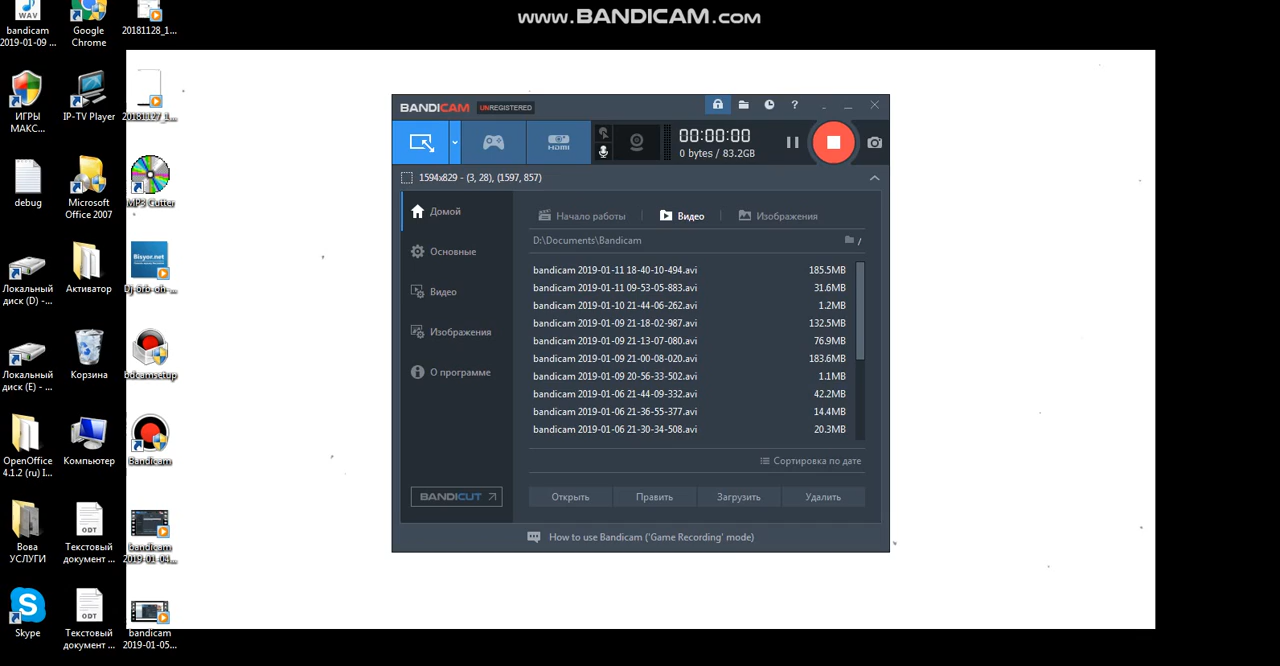 www.BANDICAM.com
bandicam
2019-01-09 ...
Google
Chrome
20181128_1...
ИГРЫ
МАКС...
IP-TV Player
20181127_1...
debug
Microsoft
Office 2007
MP3 Cutter
Локальный
диск (D) -...
Активатор
Bisyor.net
Dj-6rb-oh-...
Локальный
диск (E) - ...
Корзина
bdcamsetup
OpenOffice
4.1.2 (ru) I...
Компьютер
Bandicam
Вова
УСЛУГИ
ODT
Текстовый
документ ...
bandicam
2019-01-04...
Skype
ODT
Текстовый
документ ...
bandicam
2019-01-05...
WAV
BANDICAM
UNREGISTERED
?
HDMI
00:00:00
0 bytes / 83.2GB
1594x829 - (3, 28), (1597, 857)
Домой
Основные
Видео
Изображения
О программе
BANDICUT
Начало работы
Видео
Изображения
D:\Documents\Bandicam
/
bandicam 2019-01-11 18-40-10-494.avi 185.5MB
bandicam 2019-01-11 09-53-05-883.avi 31.6MB
bandicam 2019-01-10 21-44-06-262.avi 1.2MB
bandicam 2019-01-09 21-18-02-987.avi 132.5MB
bandicam 2019-01-09 21-13-07-080.avi 76.9MB
bandicam 2019-01-09 21-00-08-020.avi 183.6MB
bandicam 2019-01-09 20-56-33-502.avi 1.1MB
bandicam 2019-01-06 21-44-09-332.avi 42.2MB
bandicam 2019-01-06 21-36-55-377.avi 14.4MB
bandicam 2019-01-06 21-30-34-508.avi 20.3MB
Сортировка по дате
Открыть
Править
Загрузить
Удалить
How to use Bandicam ('Game Recording' mode)